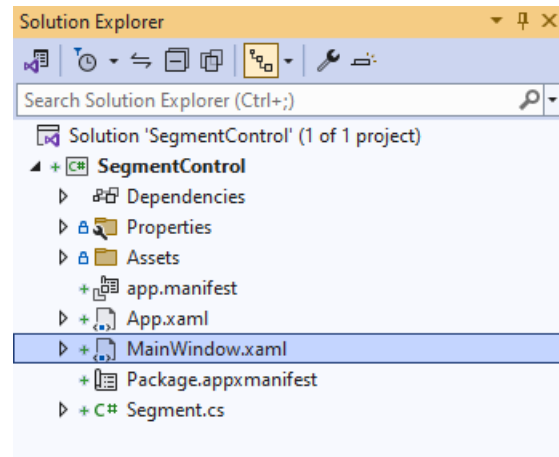 Solution Explorer
Search Solution Explorer (Ctrl+;)
Solution 'SegmentControl' (1 of 1 project)
+ C# SegmentControl
Dependencies
Properties
Assets
+ app.manifest
+ App.xaml
+ MainWindow.xaml
+ Package.appxmanifest
+ C# Segment.cs